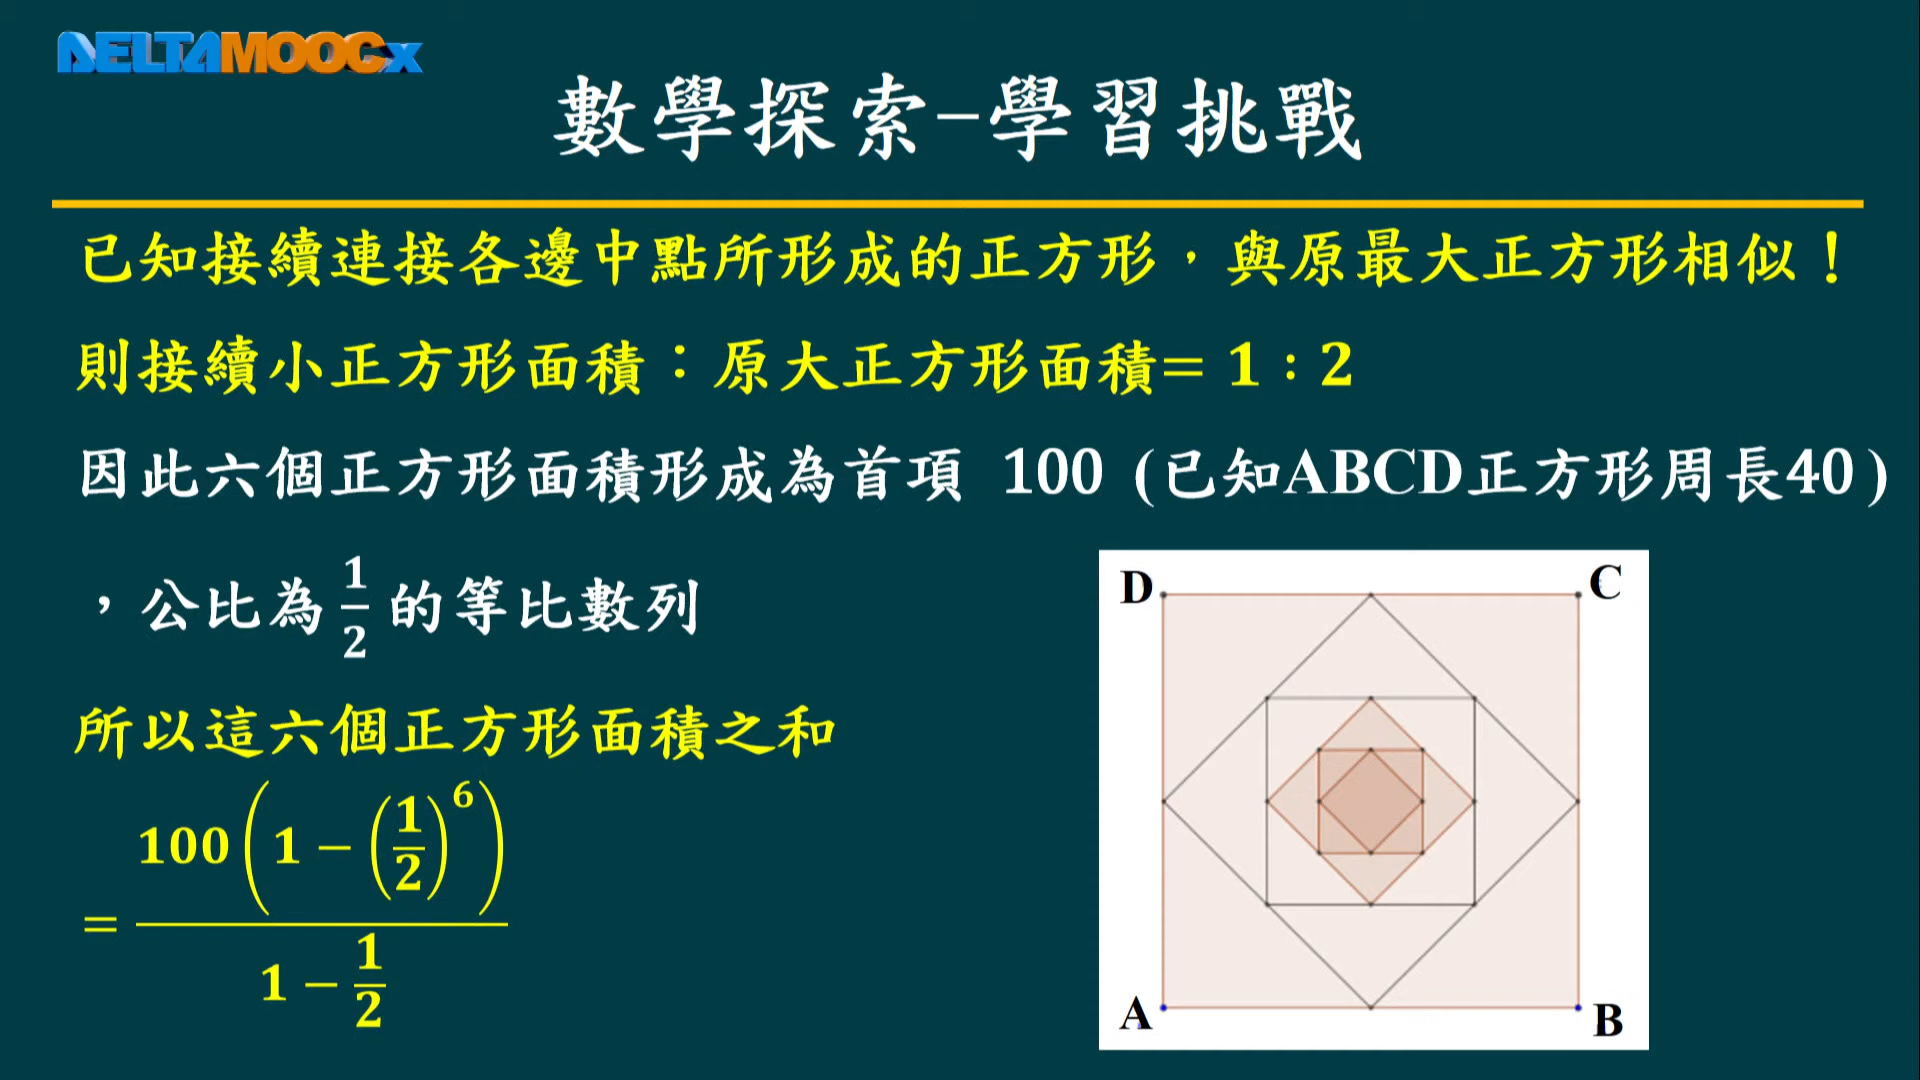 DELTAMOOCx
數學探索-學習挑戰
已知接續連接各邊中點所形成的正方形，與原最大正方形相似！
則接續小正方形面積：原大正方形面積= 1 : 2
因此六個正方形面積形成為首項 100 (已知ABCD正方形周長40 )
，公比為 1/2 的等比數列
所以這六個正方形面積之和
= 100(1 − (1/2)^6) / (1 − 1/2)
D C
A B